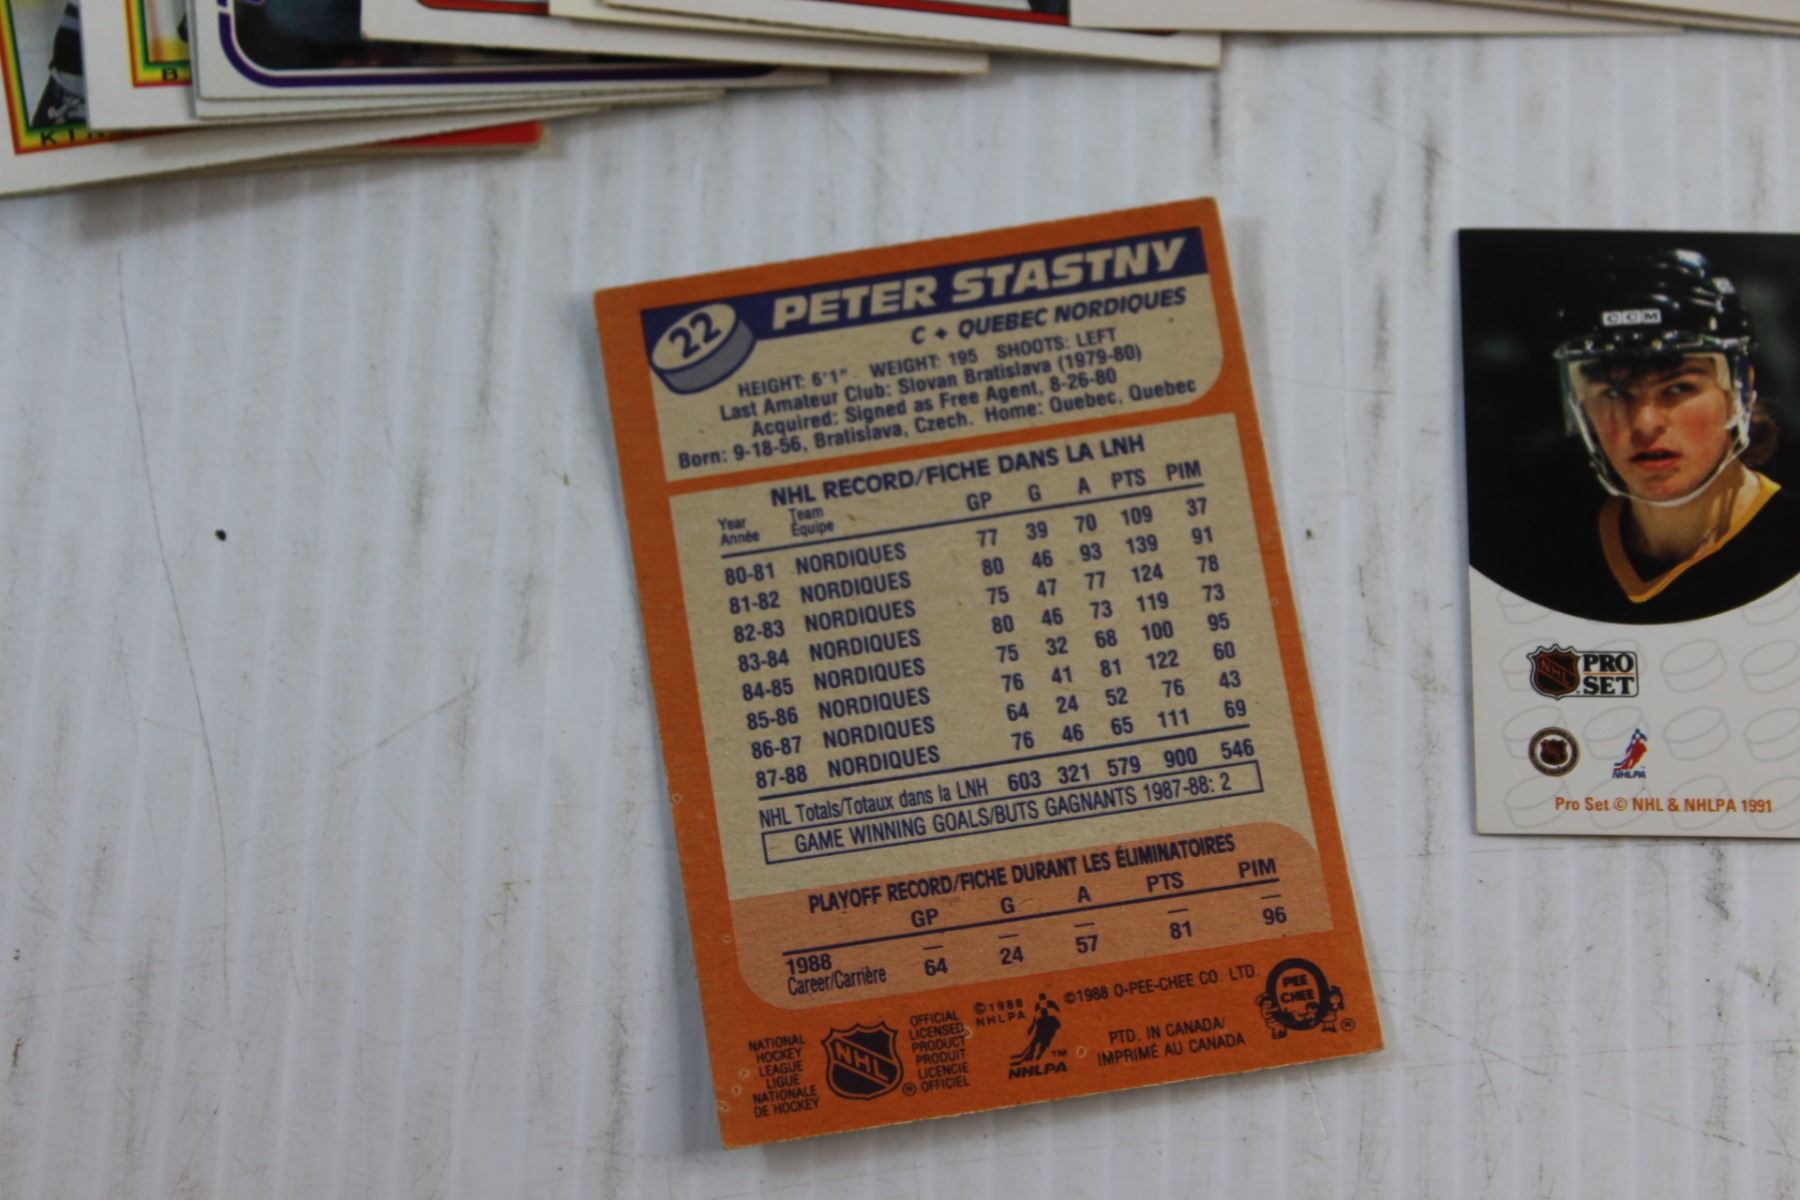 KIN
B
22
PETER STASTNY
C ♦ QUEBEC NORDIQUES
HEIGHT: 6'1" WEIGHT: 195 SHOOTS: LEFT
Last Amateur Club: Slovan Bratislava (1979-80)
Acquired: Signed as Free Agent, 8-26-80
Born: 9-18-56, Bratislava, Czech. Home: Quebec, Quebec
NHL RECORD/FICHE DANS LA LNH
Year Team GP G A PTS PIM
Année Équipe
80-81 NORDIQUES 77 39 70 109 37
81-82 NORDIQUES 80 46 93 139 91
82-83 NORDIQUES 75 47 77 124 78
83-84 NORDIQUES 80 46 73 119 73
84-85 NORDIQUES 75 32 68 100 95
85-86 NORDIQUES 76 41 81 122 60
86-87 NORDIQUES 64 24 52 76 43
87-88 NORDIQUES 76 46 65 111 69
NHL Totals/Totaux dans la LNH 603 321 579 900 546
GAME WINNING GOALS/BUTS GAGNANTS 1987-88: 2
PLAYOFF RECORD/FICHE DURANT LES ÉLIMINATOIRES
GP G A PTS PIM
1988 — — — — —
Career/Carrière 64 24 57 81 96
NATIONAL
HOCKEY
LEAGUE
LIGUE
NATIONALE
DE HOCKEY
NHL
®
OFFICIAL
LICENSED
PRODUCT
PRODUIT
LICENCIE
OFFICIEL
©1988
NHLPA
TM
NHLPA
©1988 O-PEE-CHEE CO. LTD.
PTD. IN CANADA/
IMPRIMÉ AU CANADA
O
PEE
CHEE
®
CCM
NHL
PRO
SET
NHLPA
Pro Set © NHL & NHLPA 1991